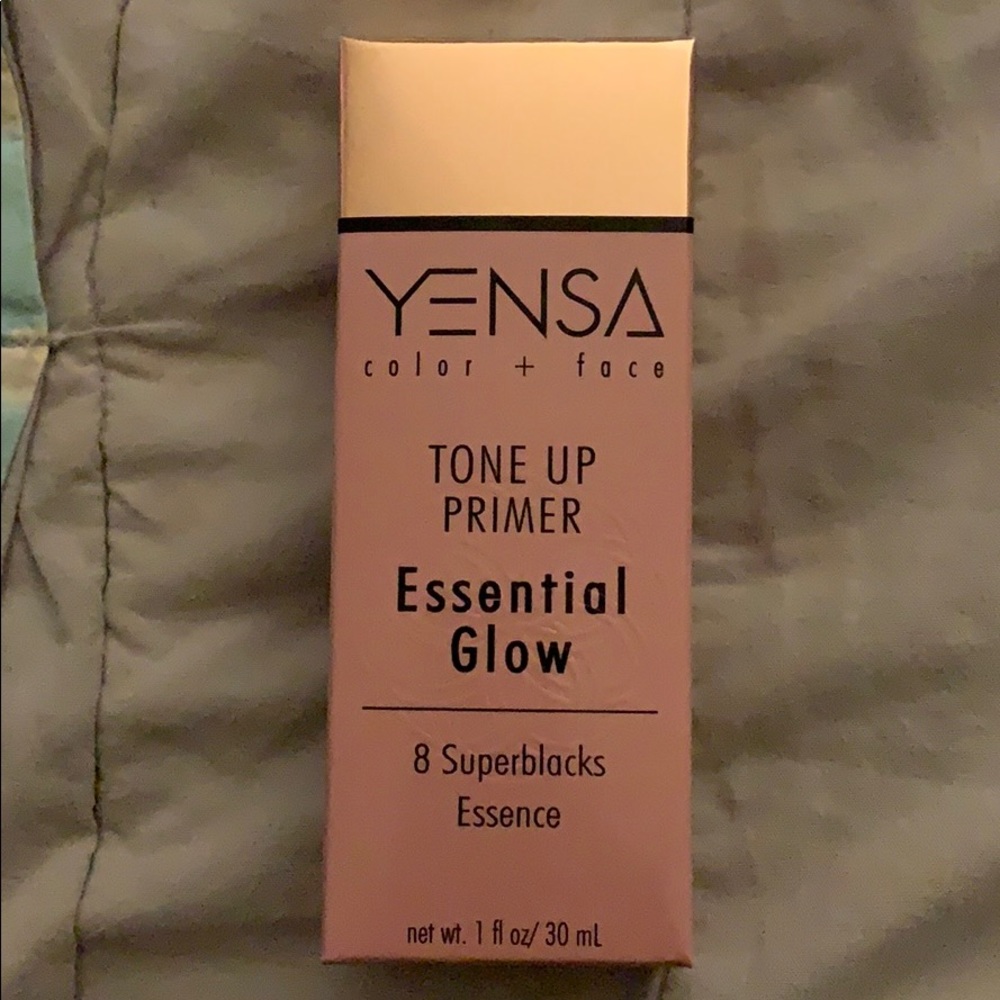 YENSA
color + face
TONE UP
PRIMER
Essential
Glow
8 Superblacks
Essence
net wt. 1 fl oz/ 30 mL